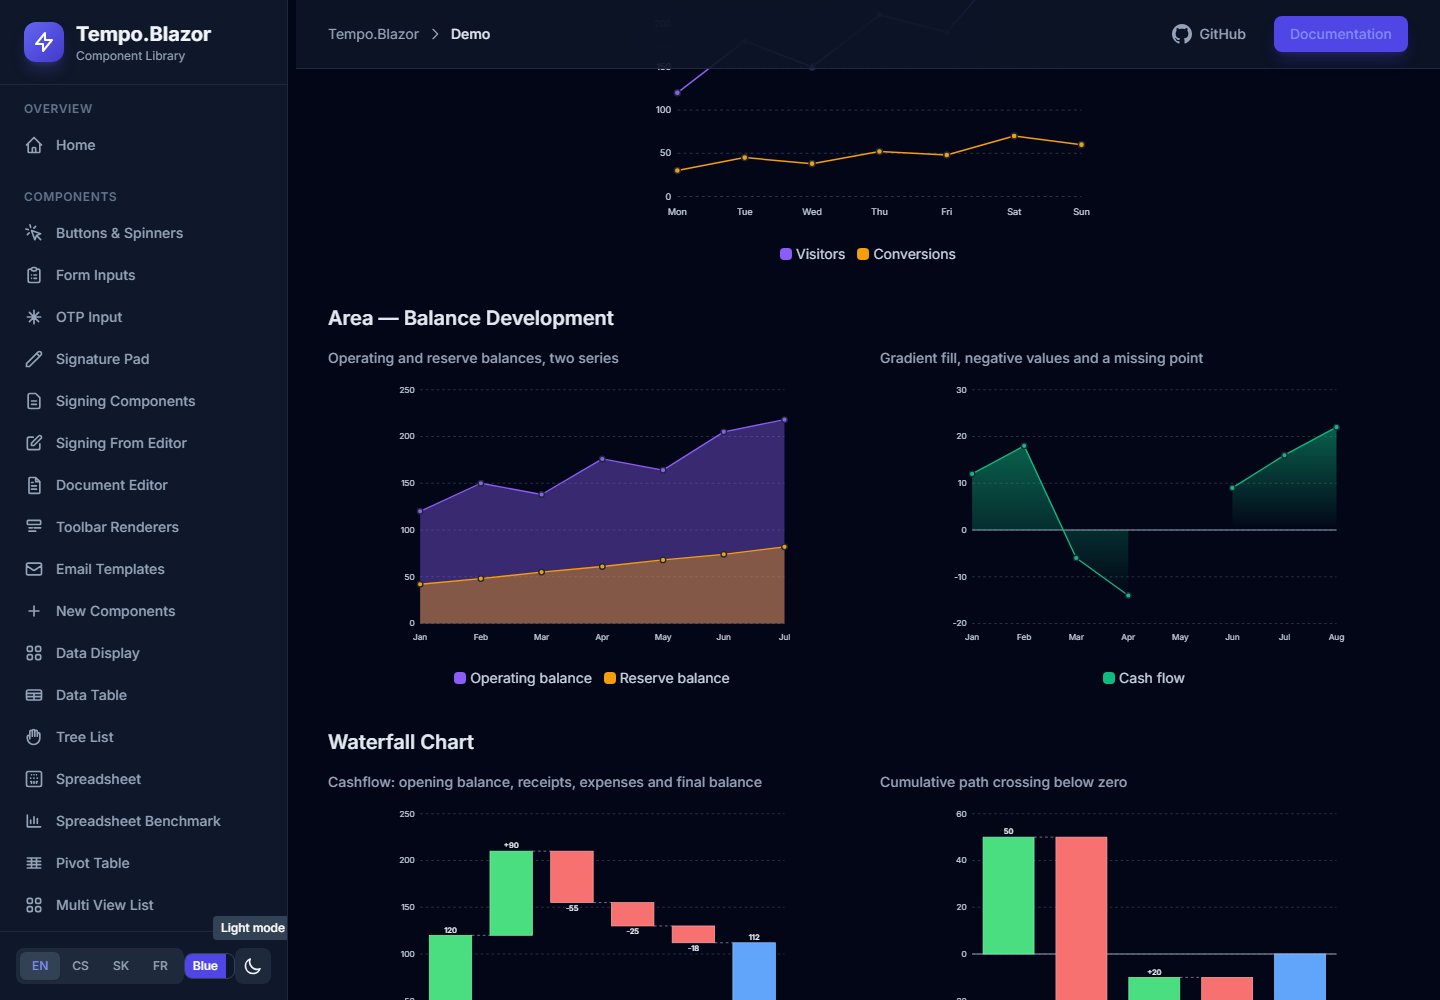 Tempo.Blazor
Component Library
OVERVIEW
Home
COMPONENTS
Buttons & Spinners
Form Inputs
OTP Input
Signature Pad
Signing Components
Signing From Editor
Document Editor
Toolbar Renderers
Email Templates
New Components
Data Display
Data Table
Tree List
Spreadsheet
Spreadsheet Benchmark
Pivot Table
Multi View List
Light mode
EN CS SK FR Blue
Tempo.Blazor > Demo
GitHub
Documentation
200
150
100
50
0
Mon Tue Wed Thu Fri Sat Sun
Visitors Conversions
Area — Balance Development
Operating and reserve balances, two series
250
200
150
100
50
0
Jan Feb Mar Apr May Jun Jul
Operating balance Reserve balance
Gradient fill, negative values and a missing point
30
20
10
0
-10
-20
Jan Feb Mar Apr May Jun Jul Aug
Cash flow
Waterfall Chart
Cashflow: opening balance, receipts, expenses and final balance
250
200
150
100
120
+90
-55
-25
-18
112
Cumulative path crossing below zero
60
40
20
0
50
+20